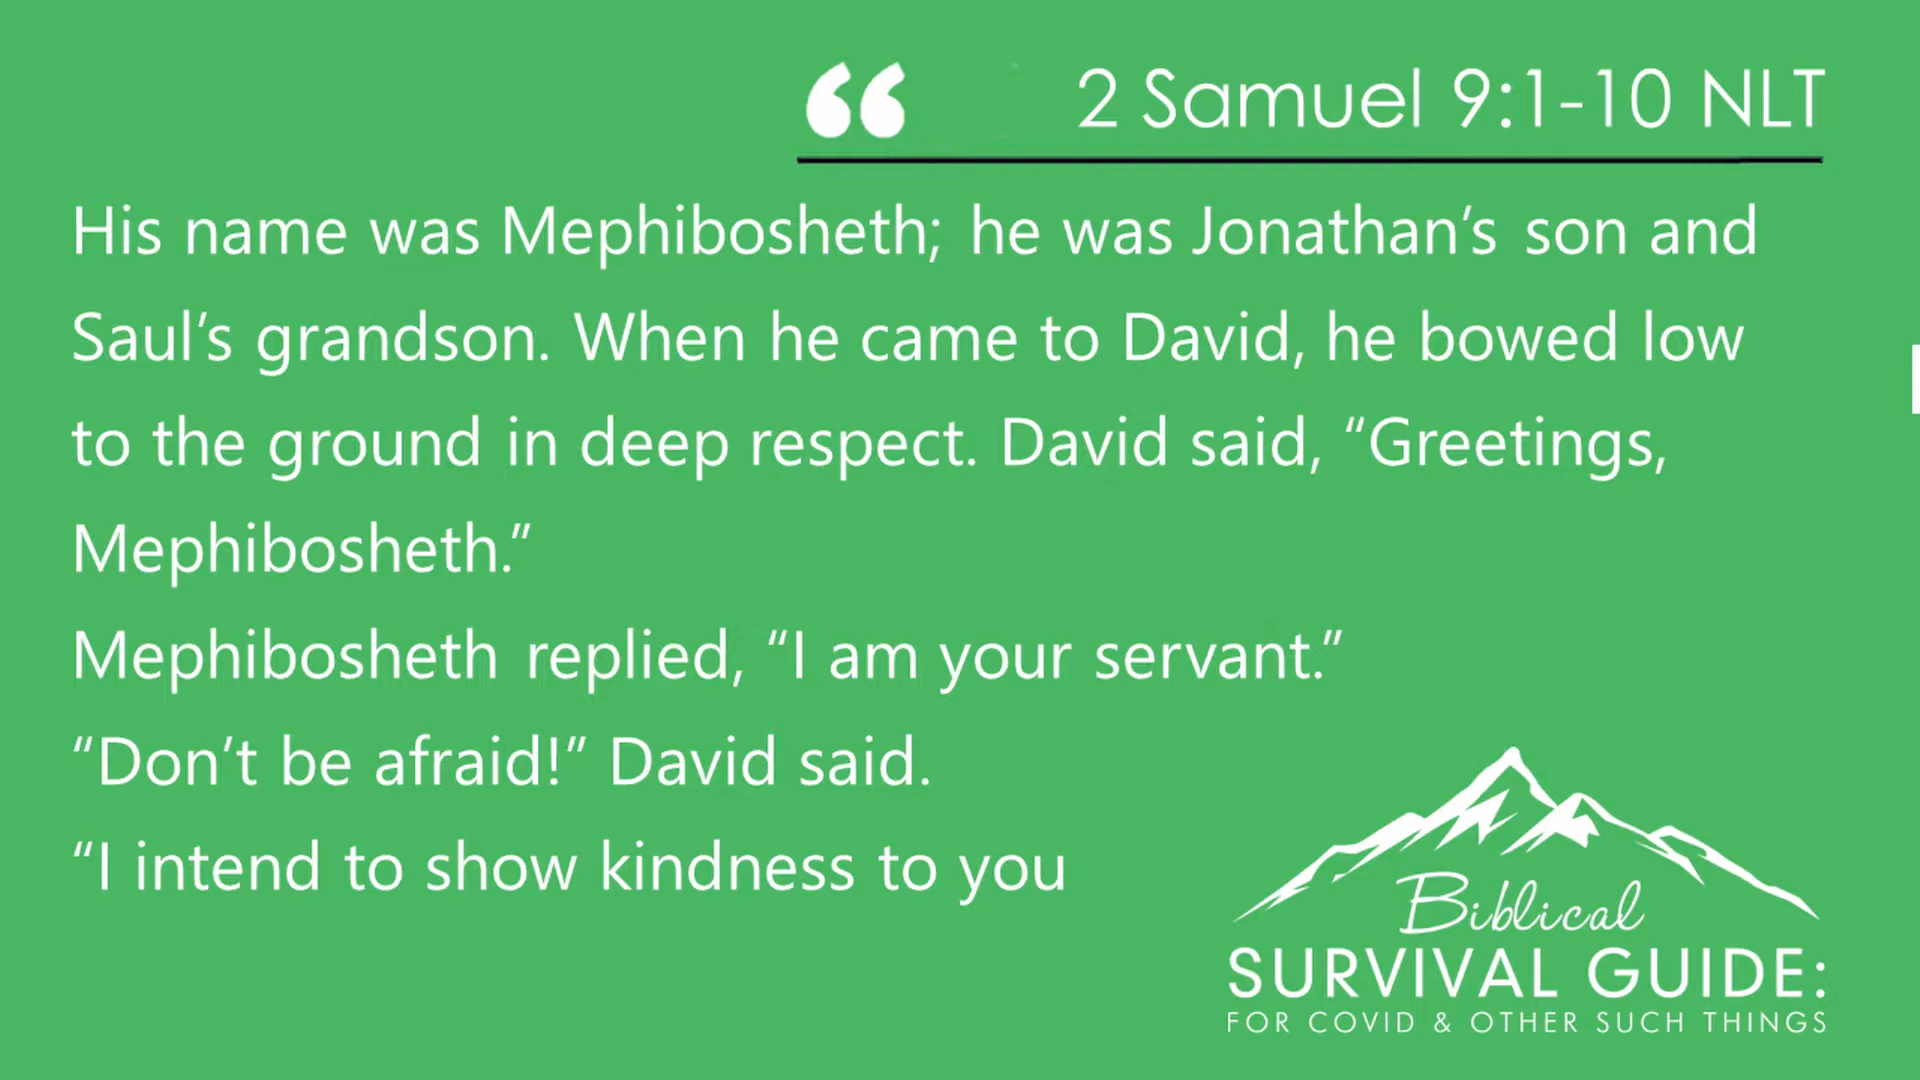 “ 2 Samuel 9:1-10 NLT
His name was Mephibosheth; he was Jonathan’s son and
Saul’s grandson. When he came to David, he bowed low
to the ground in deep respect. David said, “Greetings,
Mephibosheth.”
Mephibosheth replied, “I am your servant.”
“Don’t be afraid!” David said.
“I intend to show kindness to you
Biblical
SURVIVAL GUIDE:
FOR COVID & OTHER SUCH THINGS